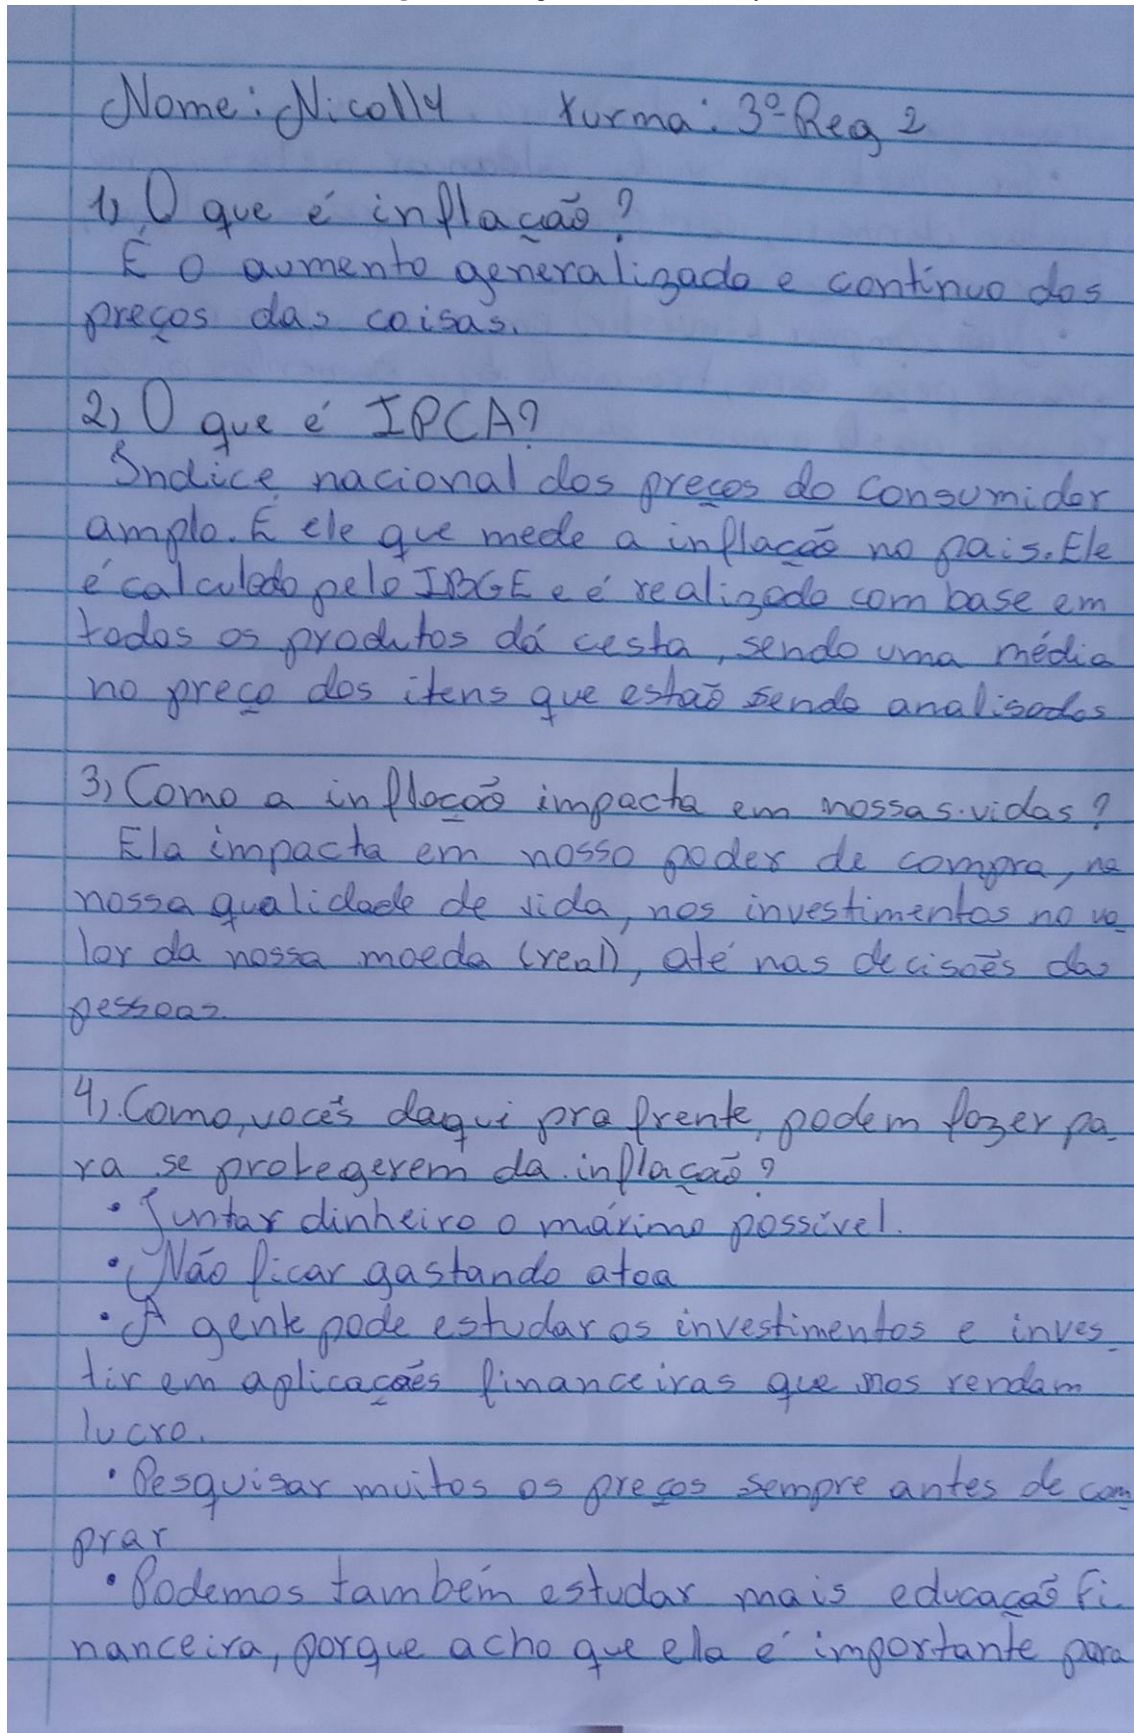 Nome: Nicolly turma: 3º Reg 2
1) O que é inflação?
É o aumento generalizado e contínuo dos
preços das coisas.
2) O que é IPCA?
Índice nacional dos preços do consumidor
amplo. É ele que mede a inflação no pais. Ele
é calculado pelo IBGE e é realizado com base em
todos os produtos dá cesta, sendo uma média
no preço dos itens que estão sendo analisados
3) Como a inflação impacta em nossas vidas?
Ela impacta em nosso poder de compra, na
nossa qualidade de vida, nos investimentos no va_
lor da nossa moeda (real), até nas decisões das
pessoas.
4) Como, vocês daqui pra frente, podem fazer pa_
ra se protegerem da inflação?
• Juntar dinheiro o máximo possível.
• Não ficar gastando atoa
• A gente pode estudar os investimentos e inves_
tir em aplicações financeiras que nos rendam
lucro.
• Pesquisar muitos os preços sempre antes de com_
prar
• Podemos também estudar mais educação fi_
nanceira, porque acho que ela é importante para